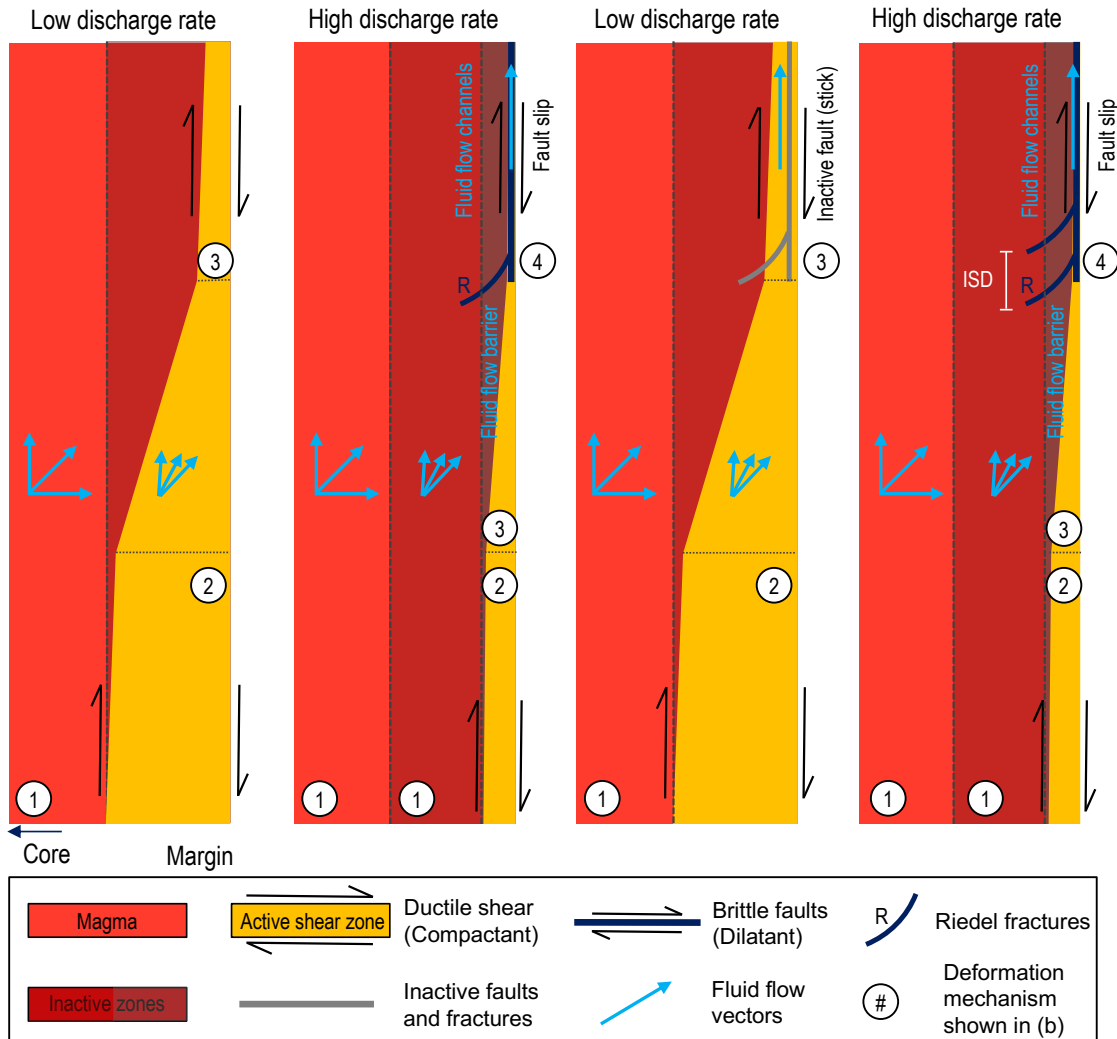 Low discharge rate
High discharge rate
Low discharge rate
High discharge rate
Fluid flow channels
Fault slip
3
R
4
Fluid flow barrier
3
2
2
1
1
1
Inactive fault (stick)
3
2
1
Fluid flow channels
Fault slip
ISD
R
4
Fluid flow barrier
3
2
1
1
Core
Margin
Magma
Active shear zone
Ductile shear
(Compactant)
Brittle faults
(Dilatant)
R
Riedel fractures
Inactive zones
Inactive faults
and fractures
Fluid flow
vectors
#
Deformation
mechanism
shown in (b)